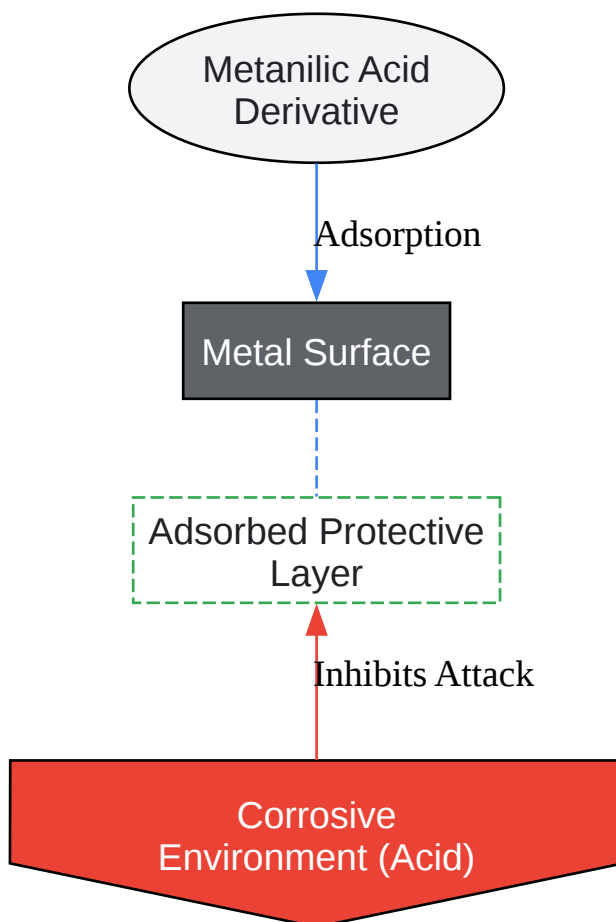 Metanilic Acid
Derivative
Adsorption
Metal Surface
Adsorbed Protective
Layer
Inhibits Attack
Corrosive
Environment (Acid)